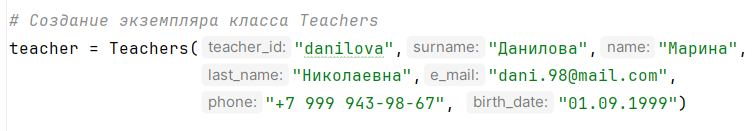 # Создание экземпляра класса Teachers
teacher = Teachers( teacher_id: "danilova", surname: "Данилова", name: "Марина",
last_name: "Николаевна", e_mail: "dani.98@mail.com",
phone: "+7 999 943-98-67", birth_date: "01.09.1999")